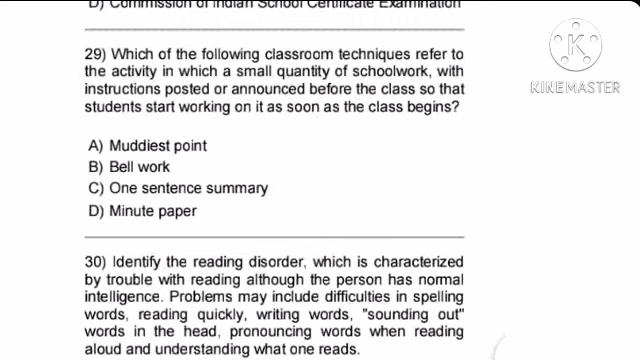 D) Commission of Indian School Certificate Examination
29) Which of the following classroom techniques refer to
the activity in which a small quantity of schoolwork, with
instructions posted or announced before the class so that
students start working on it as soon as the class begins?
A) Muddiest point
B) Bell work
C) One sentence summary
D) Minute paper
30) Identify the reading disorder, which is characterized
by trouble with reading although the person has normal
intelligence. Problems may include difficulties in spelling
words, reading quickly, writing words, "sounding out"
words in the head, pronouncing words when reading
aloud and understanding what one reads.
K
KINEMASTER